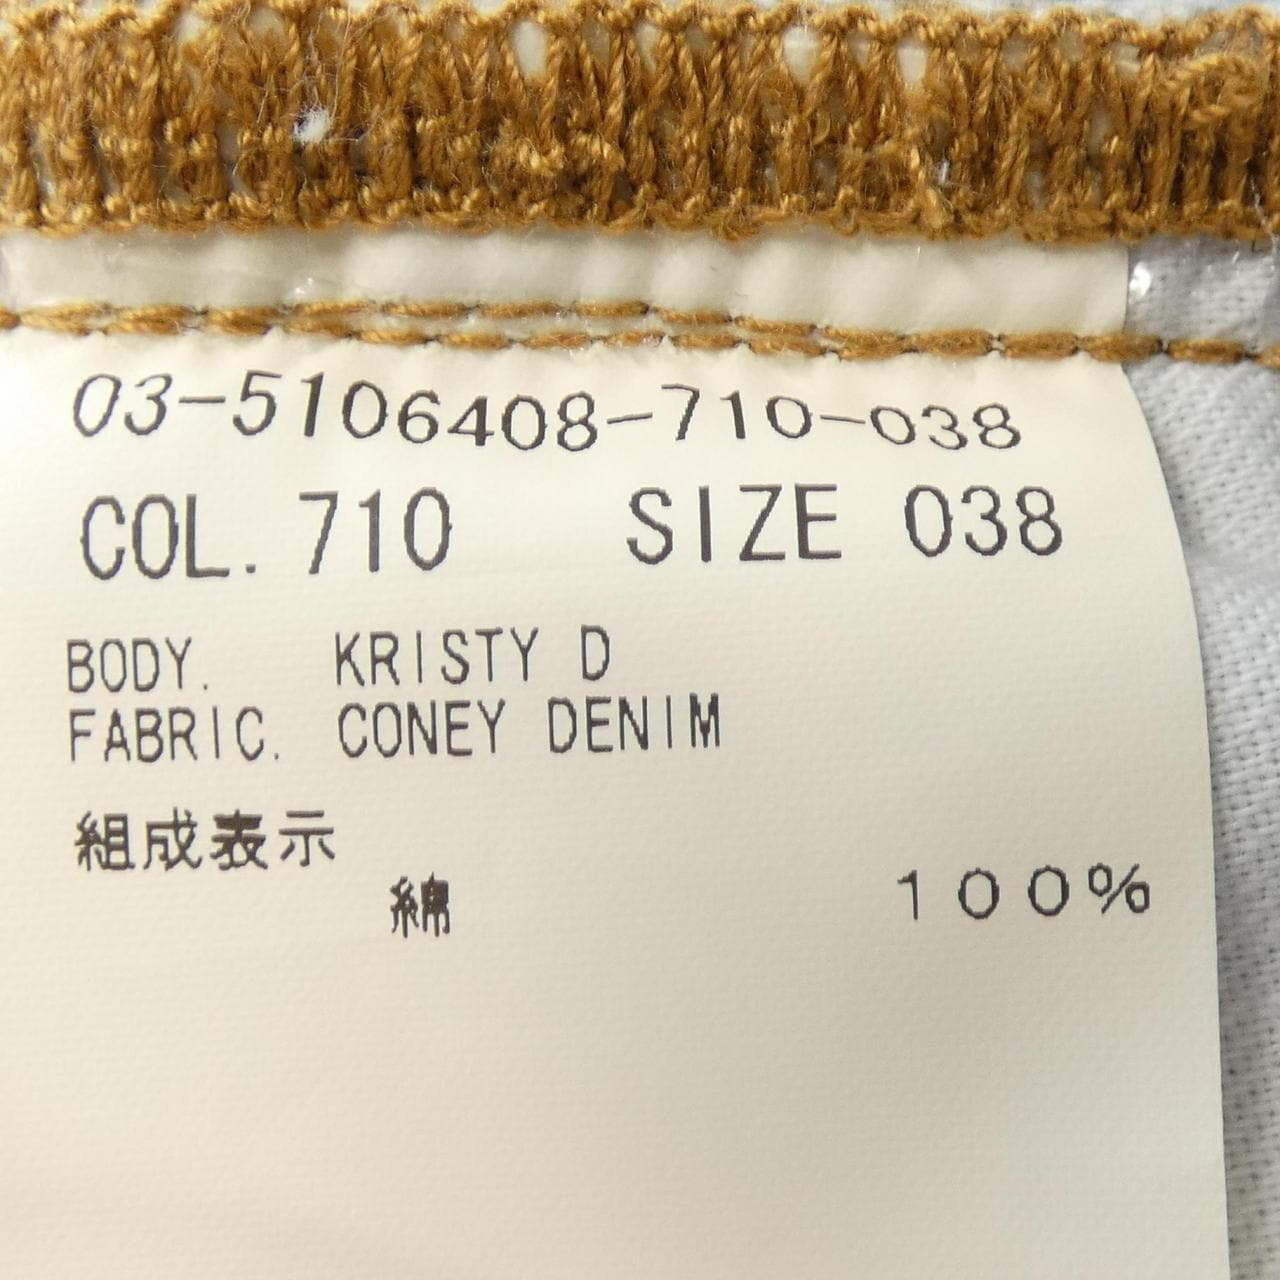 03-5106408-710-038
COL. 710 SIZE 038
BODY. KRISTY D
FABRIC. CONEY DENIM
組成表示
綿 100%